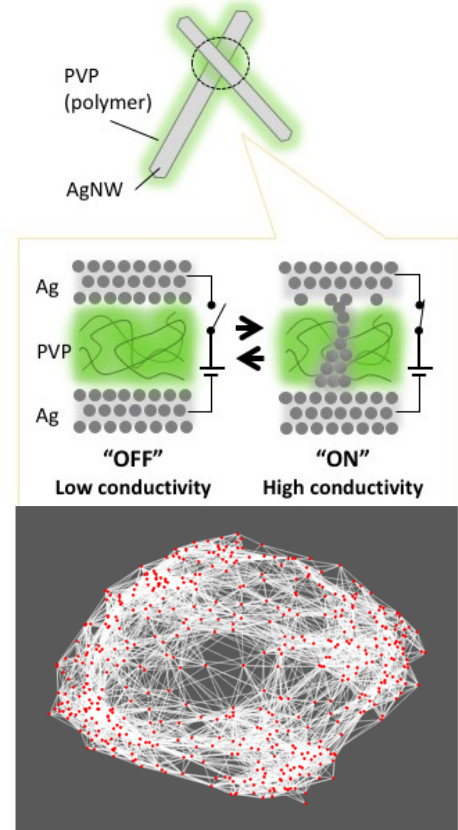 PVP
(polymer)
AgNW
Ag
PVP
Ag
"OFF"
Low conductivity
"ON"
High conductivity